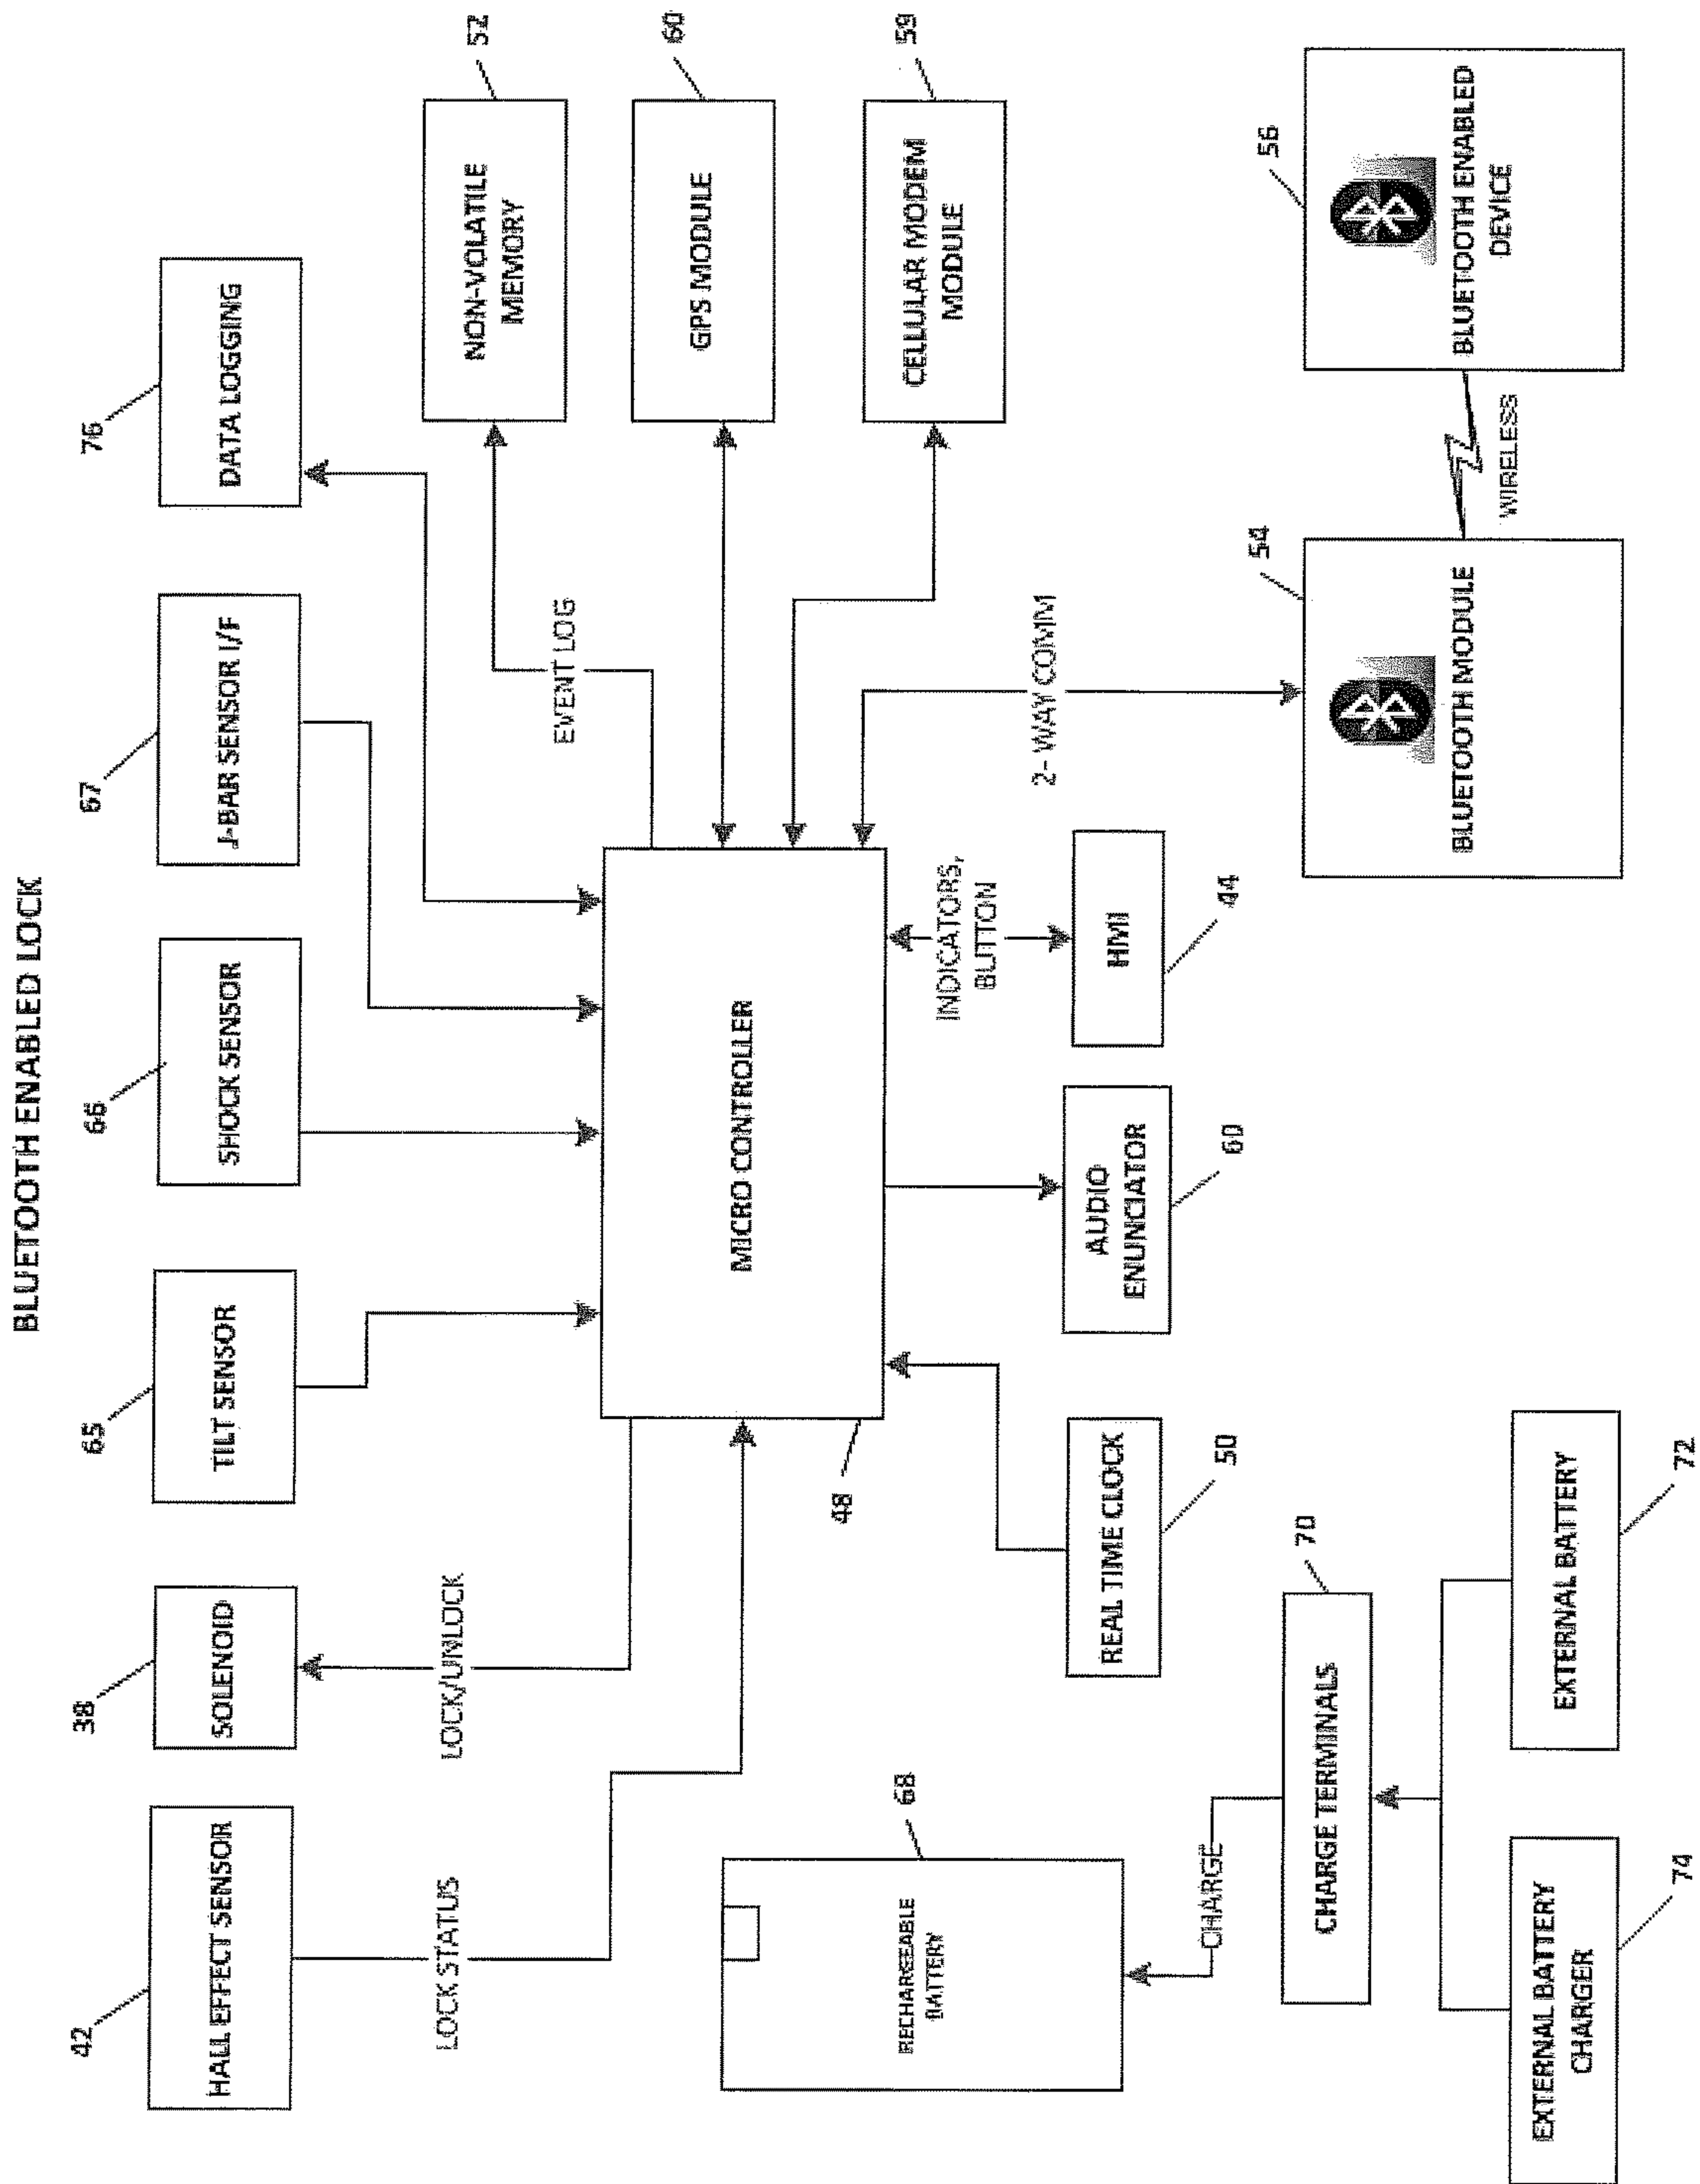 BLUETOOTH ENABLED LOCK
42
38
65
66
67
76
HALL EFFECT SENSOR
SOLENOID
TILT SENSOR
SHOCK SENSOR
J-BAR SENSOR I/F
DATA LOGGING
LOCK STATUS
LOCK/UNLOCK
EVENT LOG
52
NON-VOLATILE
MEMORY
60
GPS MODULE
59
CELLULAR MODEM
MODULE
MICRO CONTROLLER
48
68
RECHARGEABLE
BATTERY
CHARGE
INDICATORS,
BUTTON
2- WAY COMM
REAL TIME CLOCK
50
AUDIO
ENUNCIATOR
60
HMI
44
70
CHARGE TERMINALS
54
BLUETOOTH MODULE
WIRELESS
56
BLUETOOTH ENABLED
DEVICE
EXTERNAL BATTERY
CHARGER
74
EXTERNAL BATTERY
72